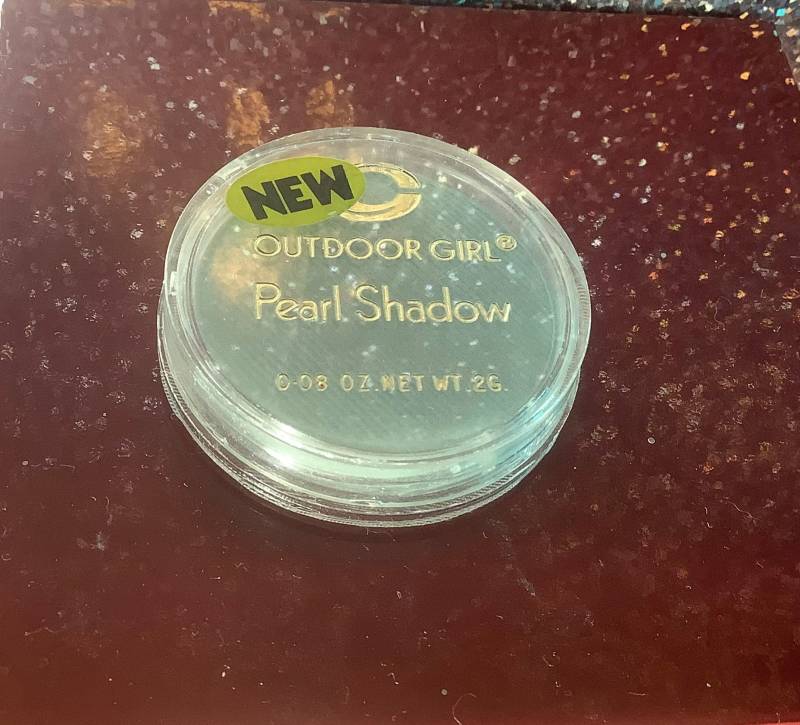 NEW
OUTDOOR GIRL®
Pearl Shadow
0·08 OZ. NET WT. 2G.